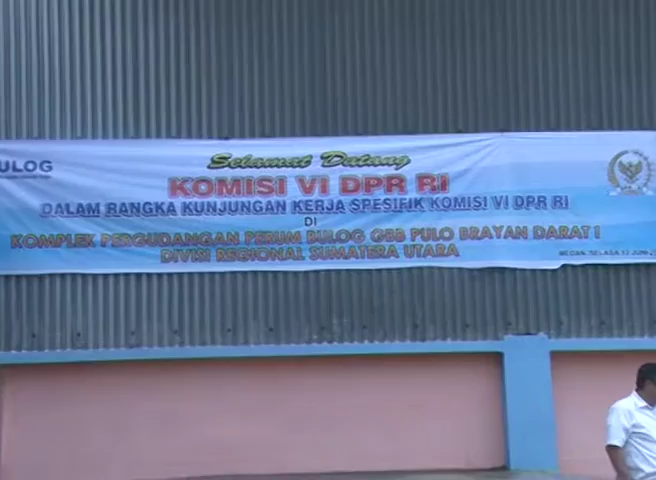 BULOG
Selamat Datang
KOMISI VI DPR RI
DALAM RANGKA KUNJUNGAN KERJA SPESIFIK KOMISI VI DPR RI
DI
KOMPLEK PERGUDANGAN PERUM BULOG GBB PULO BRAYAN DARAT I
DIVISI REGIONAL SUMATERA UTARA
MEDAN, SELASA